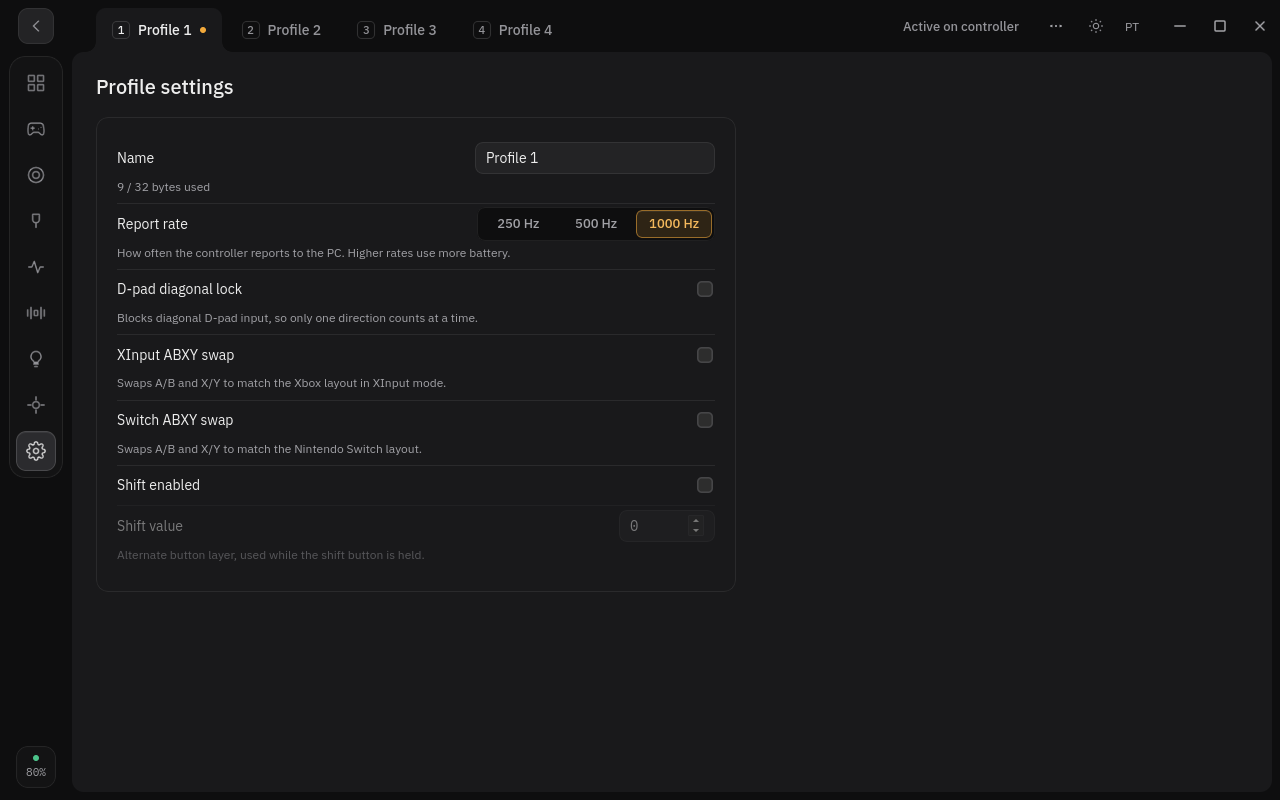 1 Profile 1
2 Profile 2
3 Profile 3
4 Profile 4
Active on controller
PT
Profile settings
Name
Profile 1
9 / 32 bytes used
Report rate
250 Hz
500 Hz
1000 Hz
How often the controller reports to the PC. Higher rates use more battery.
D-pad diagonal lock
Blocks diagonal D-pad input, so only one direction counts at a time.
XInput ABXY swap
Swaps A/B and X/Y to match the Xbox layout in XInput mode.
Switch ABXY swap
Swaps A/B and X/Y to match the Nintendo Switch layout.
Shift enabled
Shift value
0
Alternate button layer, used while the shift button is held.
80%